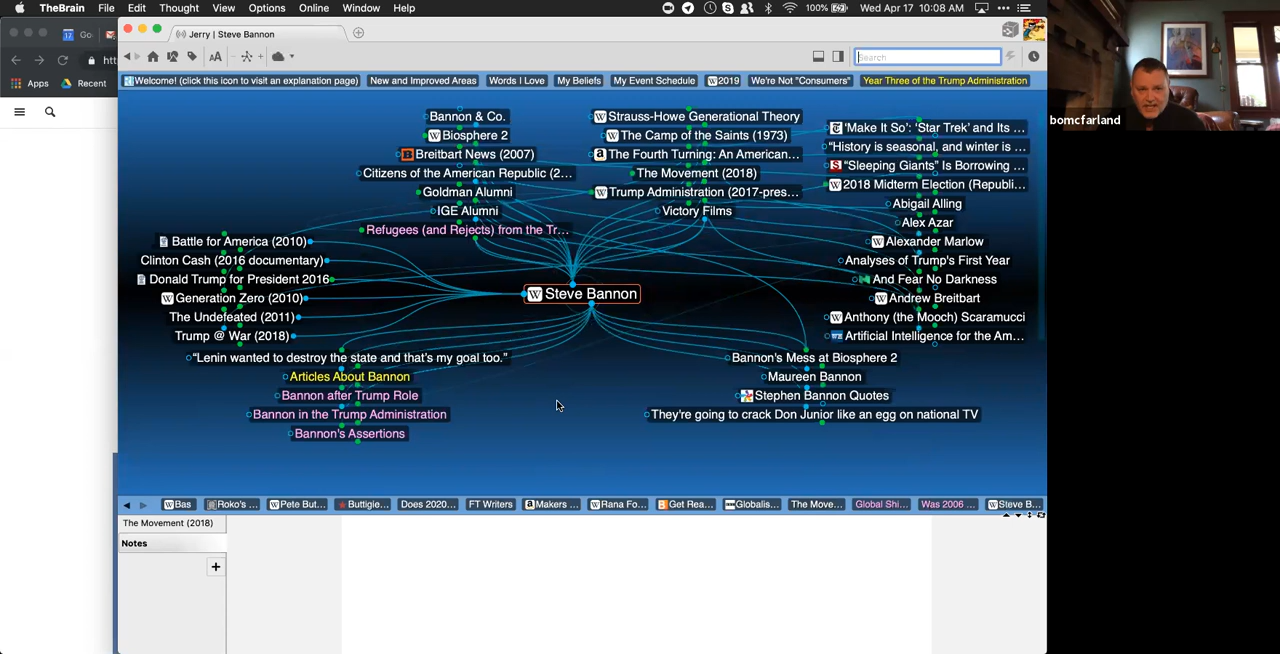 TheBrain File Edit Thought View Options Online Window Help
100% Wed Apr 17 10:08 AM
Jerry | Steve Bannon
Go
htt
Apps Recent
Search
Welcome! (click this icon to visit an explanation page) New and Improved Areas Words I Love My Beliefs My Event Schedule 2019 We're Not "Consumers" Year Three of the Trump Administration
Bannon & Co.
Biosphere 2
Breitbart News (2007)
Citizens of the American Republic (2...
Goldman Alumni
IGE Alumni
Refugees (and Rejects) from the Tr...
Strauss-Howe Generational Theory
The Camp of the Saints (1973)
The Fourth Turning: An American...
The Movement (2018)
Trump Administration (2017-pres...
Victory Films
'Make It So': 'Star Trek' and Its ...
"History is seasonal, and winter is ...
"Sleeping Giants" Is Borrowing ...
2018 Midterm Election (Republi...
Abigail Alling
Alex Azar
Alexander Marlow
Analyses of Trump's First Year
And Fear No Darkness
Andrew Breitbart
Anthony (the Mooch) Scaramucci
Artificial Intelligence for the Am...
Battle for America (2010)
Clinton Cash (2016 documentary)
Donald Trump for President 2016
Generation Zero (2010)
The Undefeated (2011)
Trump @ War (2018)
Steve Bannon
"Lenin wanted to destroy the state and that's my goal too."
Articles About Bannon
Bannon after Trump Role
Bannon in the Trump Administration
Bannon's Assertions
Bannon's Mess at Biosphere 2
Maureen Bannon
Stephen Bannon Quotes
They're going to crack Don Junior like an egg on national TV
Bas Roko's ... Pete But... Buttigie... Does 2020... FT Writers Makers ... Rana Fo... Get Rea... Globalis... The Move... Global Shi... Was 2006 ... Steve B...
The Movement (2018)
Notes
bomcfarland